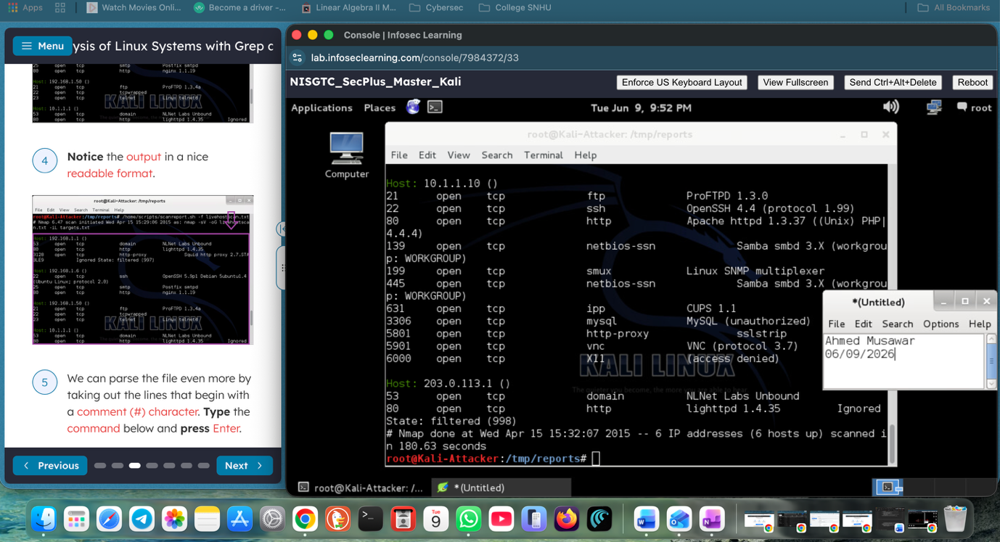 Apps
Watch Movies Onli...
Become a driver -...
Linear Algebra II M...
Cybersec
College SNHU
All Bookmarks
Menu
ysis of Linux Systems with Grep c
25 open tcp smtp Postfix smtpd
80 open tcp http nginx 1.1.19
Host: 192.168.1.50 ()
21 open tcp ftp ProFTPD 1.3.4a
22 open tcp tcpwrapped
23 open tcp telnet Linux telnetd
KALI LINUX
Host: 10.1.1.1 ()
53 open tcp domain NLNet Labs Unbound
80 open tcp http lighttpd 1.4.35 Ignored
4
Notice the output in a nice
readable format.
root@Kali-Attacker: /tmp/reports
File Edit View Search Terminal Help
root@Kali-Attacker:/tmp/reports# /home/scripts/scanreport.sh -f livehostscan.txt
# Nmap 6.47 scan initiated Wed Apr 15 15:29:06 2015 as: nmap -sV -oG
n.txt -iL targets.txt
Host: 192.168.1.1 ()
53 open tcp domain NLNet Labs Unbound
80 open tcp http lighttpd 1.4.35
3128 open tcp http-proxy Squid http proxy 2.7.STA
BLE9 Ignored State: filtered (997)
Host: 192.168.1.6 ()
22 open tcp ssh OpenSSH 5.9p1 Debian 5ubuntu1.4
(Ubuntu Linux; protocol 2.0)
25 open tcp smtp Postfix smtpd
80 open tcp http nginx 1.1.19
Host: 192.168.1.50 ()
21 open tcp ftp ProFTPD 1.3.4a
22 open tcp tcpwrapped
23 open tcp telnet Linux telnetd
KALI LINUX
Host: 10.1.1.1 ()
53 open tcp domain NLNet Labs Unbound
80 open tcp http lighttpd 1.4.35 Ignored
5
We can parse the file even more by
taking out the lines that begin with
a comment (#) character. Type the
command below and press Enter.
Previous
Next
Console | Infosec Learning
lab.infoseclearning.com/console/7984372/33
NISGTC_SecPlus_Master_Kali
Enforce US Keyboard Layout
View Fullscreen
Send Ctrl+Alt+Delete
Reboot
Applications Places
Tue Jun 9, 9:52 PM
root
Computer
root@Kali-Attacker: /tmp/reports
File Edit View Search Terminal Help
Host: 10.1.1.10 ()
21 open tcp ftp ProFTPD 1.3.0
22 open tcp ssh OpenSSH 4.4 (protocol 1.99)
80 open tcp http Apache httpd 1.3.37 ((Unix) PHP|
4.4.4)
139 open tcp netbios-ssn Samba smbd 3.X (workgrou
p: WORKGROUP)
199 open tcp smux Linux SNMP multiplexer
445 open tcp netbios-ssn Samba smbd 3.X (workgrou
p: WORKGROUP)
631 open tcp ipp CUPS 1.1
3306 open tcp mysql MySQL (unauthorized)
5801 open tcp http-proxy sslstrip
5901 open tcp vnc VNC (protocol 3.7)
6000 open tcp X11 (access denied)
KALI LINUX
Host: 203.0.113.1 ()
The quieter you become, the more you are able to hear
53 open tcp domain NLNet Labs Unbound
80 open tcp http lighttpd 1.4.35 Ignored
State: filtered (998)
# Nmap done at Wed Apr 15 15:32:07 2015 -- 6 IP addresses (6 hosts up) scanned i
n 180.63 seconds
root@Kali-Attacker:/tmp/reports#
*(Untitled)
File Edit Search Options Help
Ahmed Musawar
06/09/2026
root@Kali-Attacker: /...
*(Untitled)
Tue
9